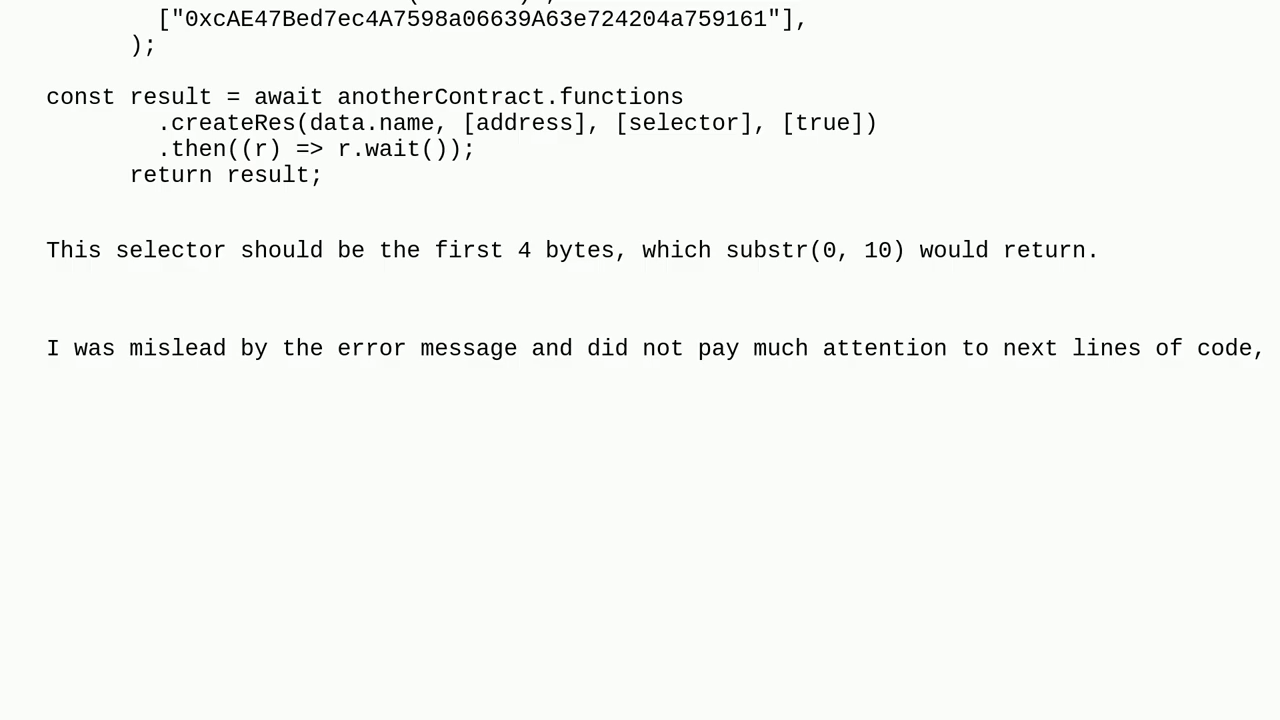 ["0xcAE47Bed7ec4A7598a06639A63e724204a759161"],
);
const result = await anotherContract.functions
.createRes(data.name, [address], [selector], [true])
.then((r) => r.wait());
return result;
This selector should be the first 4 bytes, which substr(0, 10) would return.
I was mislead by the error message and did not pay much attention to next lines of code,